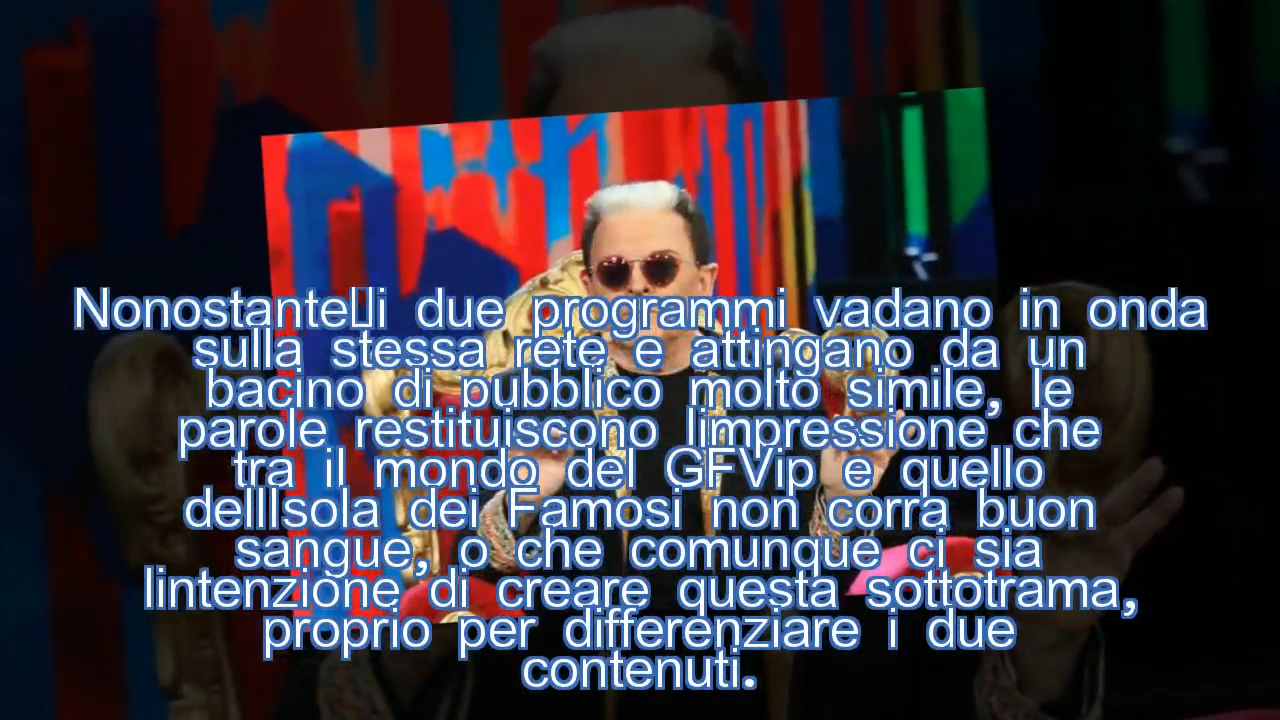 Nonostante□i due programmi vadano in onda
sulla stessa rete e attingano da un
bacino di pubblico molto simile, le
parole restituiscono limpressione che
tra il mondo del GFVip e quello
dellIsola dei Famosi non corra buon
sangue, o che comunque ci sia
lintenzione di creare questa sottotrama,
proprio per differenziare i due
contenuti.